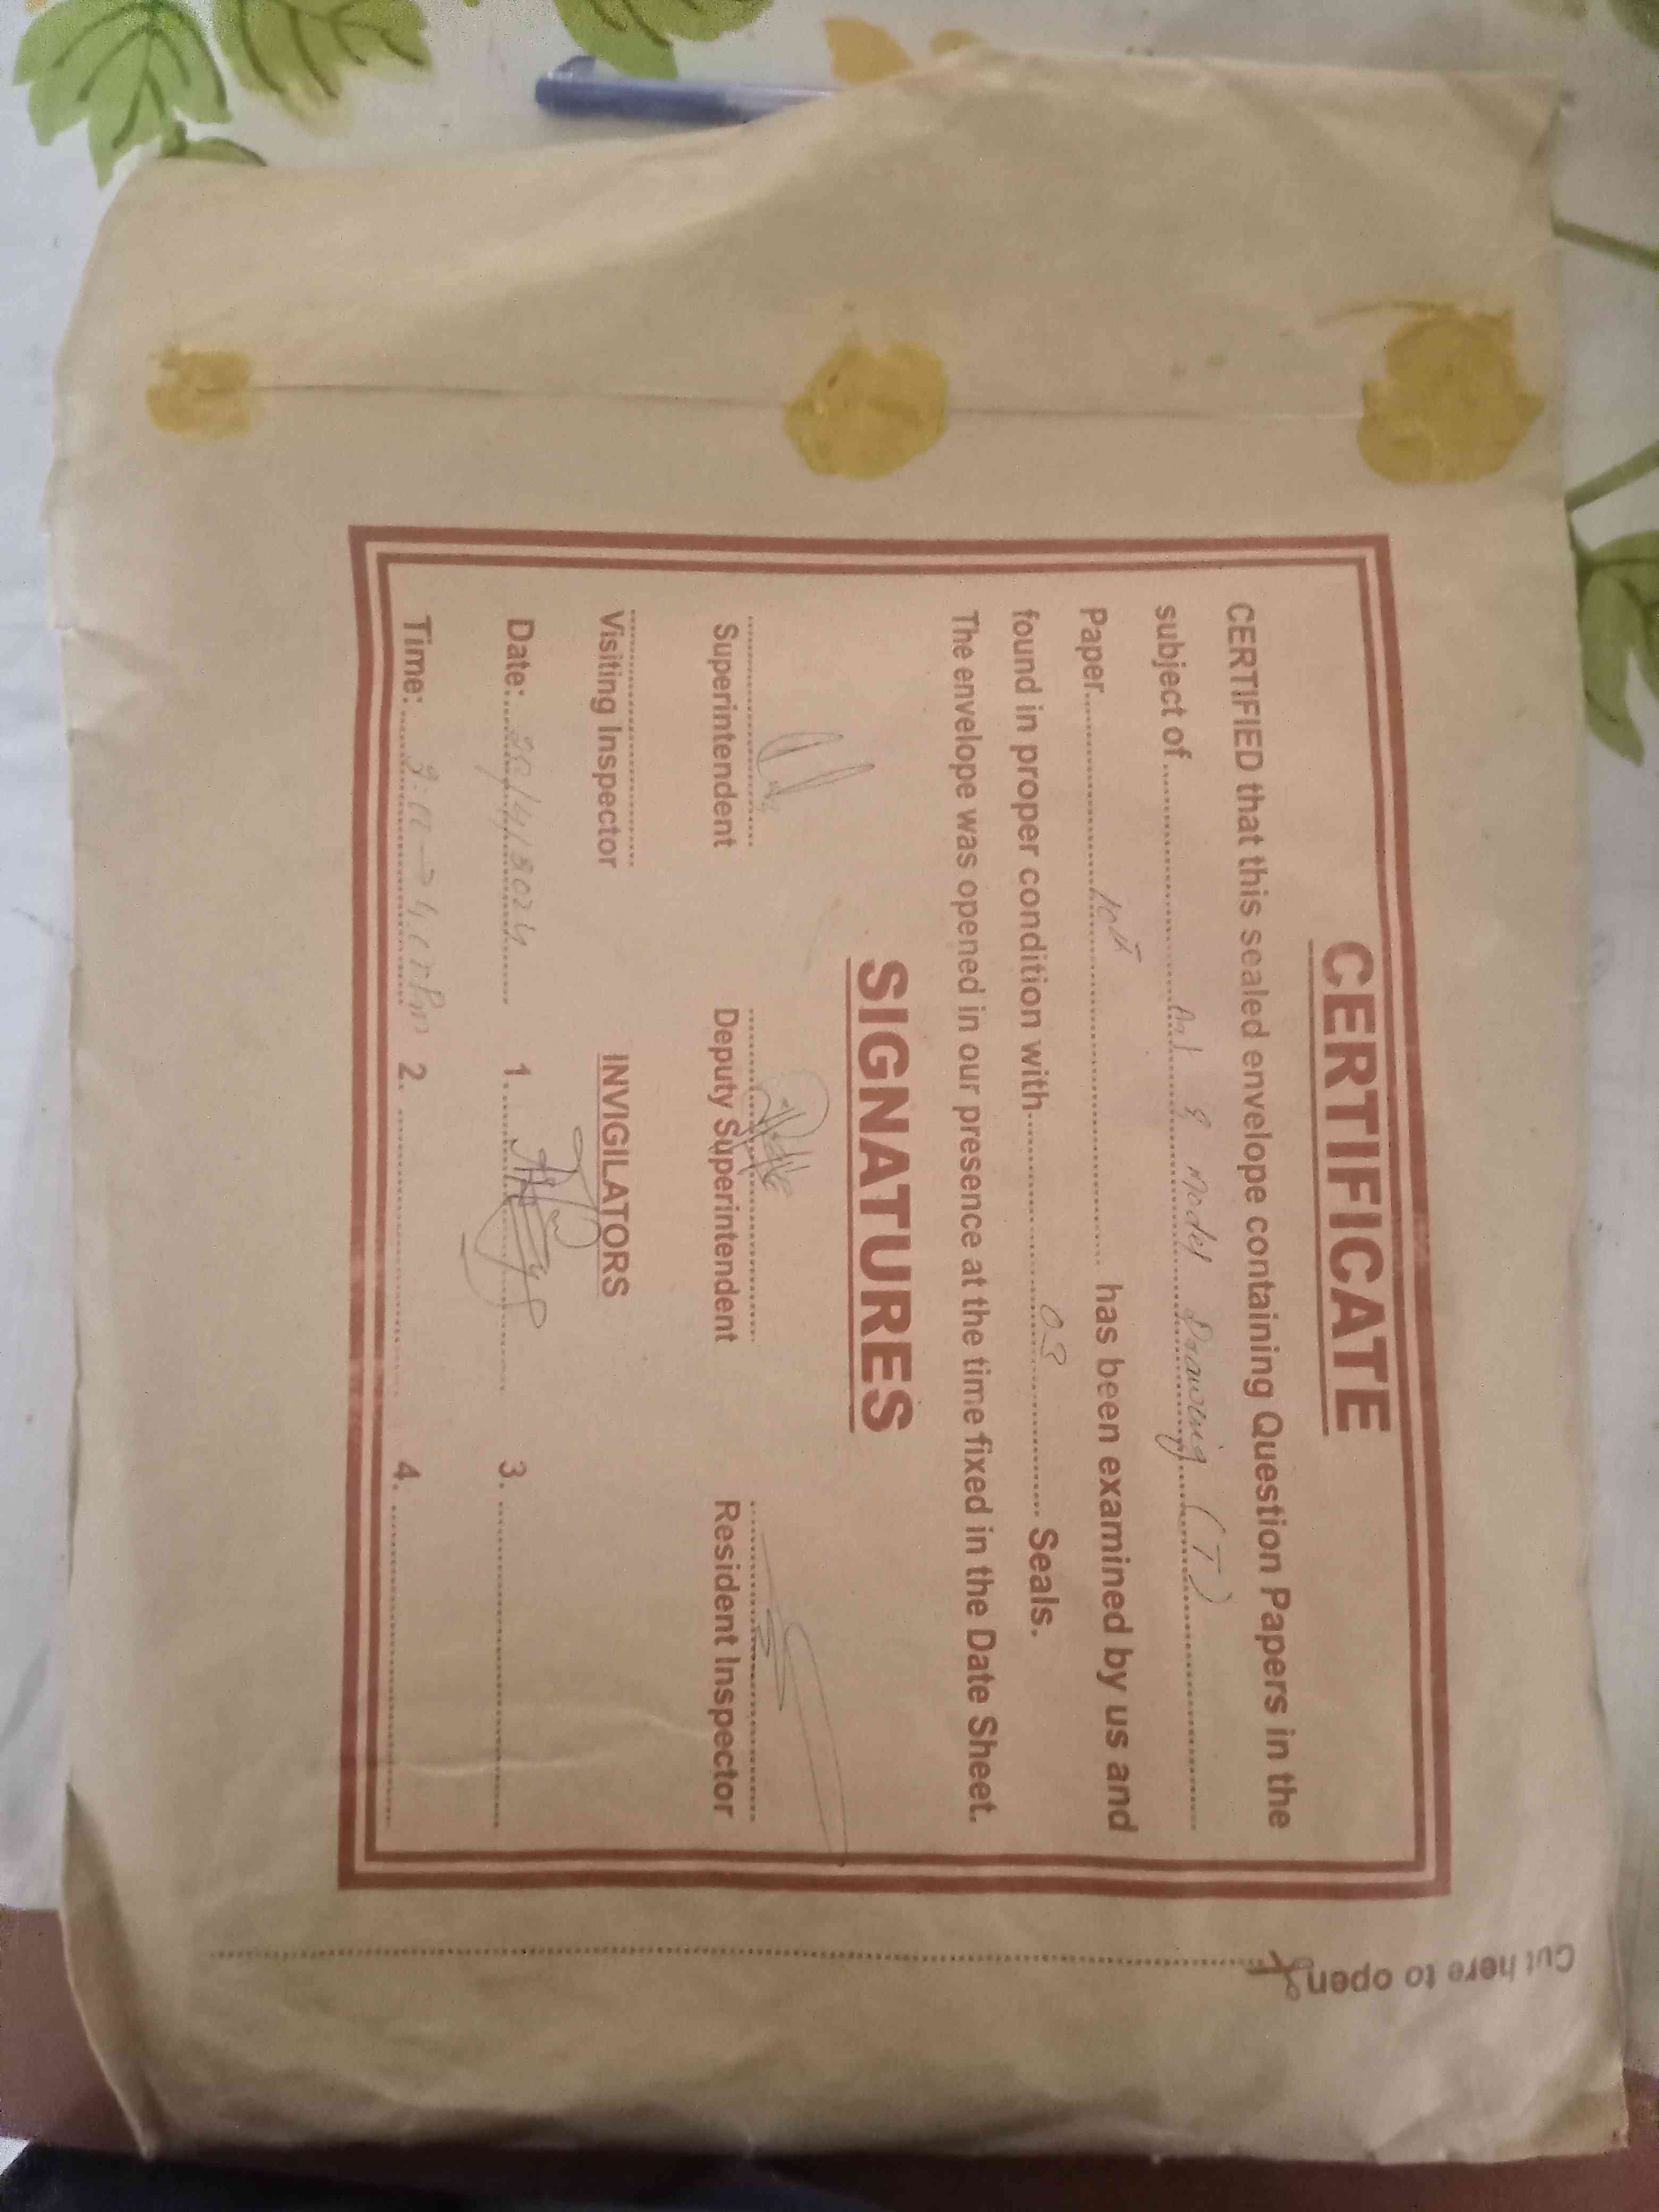 CERTIFICATE
CERTIFIED that this sealed envelope containing Question Papers in the
subject of Art & Model Drawing (T)
Paper 10th has been examined by us and
found in proper condition with 03 Seals.
The envelope was opened in our presence at the time fixed in the Date Sheet.
SIGNATURES
Superintendent Deputy Superintendent Resident Inspector
Visiting Inspector INVIGILATORS
Date: 1. 3.
Time: 2. 4.
Cut here to open